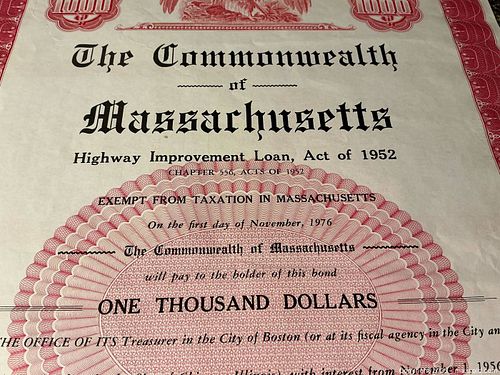 1000 1000
The Commonwealth
of
Massachusetts
Highway Improvement Loan, Act of 1952
CHAPTER 556, ACTS OF 1952
EXEMPT FROM TAXATION IN MASSACHUSETTS
On the first day of November, 1976
The Commonwealth of Massachusetts
will pay to the holder of this bond
ONE THOUSAND DOLLARS
THE OFFICE OF ITS Treasurer in the City of Boston (or at its fiscal agency in the City an
with interest from November 1, 195